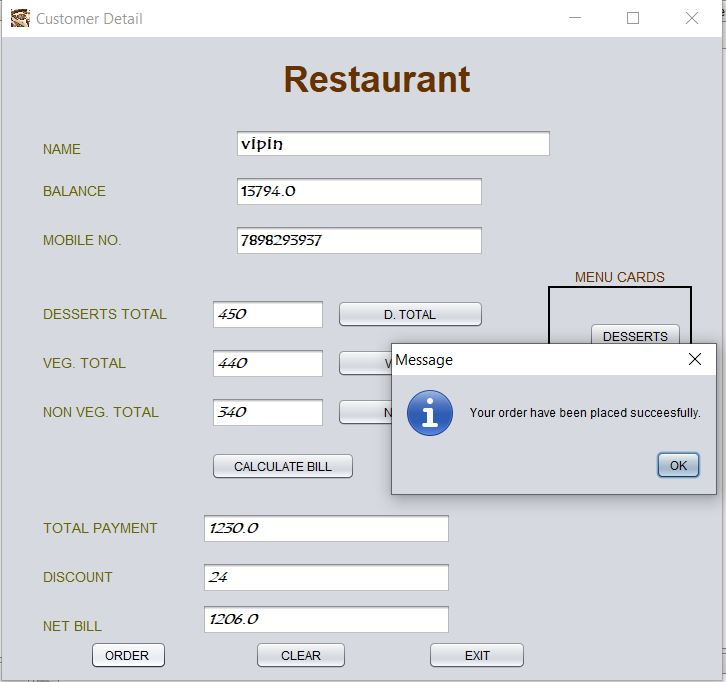 Customer Detail
Restaurant
NAME vipin
BALANCE 13794.0
MOBILE NO. 7898293937
MENU CARDS
DESSERTS TOTAL 450 D. TOTAL
DESSERTS
VEG. TOTAL 440 V
Message
NON VEG. TOTAL 340 N
Your order have been placed succeesfully.
OK
CALCULATE BILL
TOTAL PAYMENT 1230.0
DISCOUNT 24
NET BILL 1206.0
ORDER CLEAR EXIT